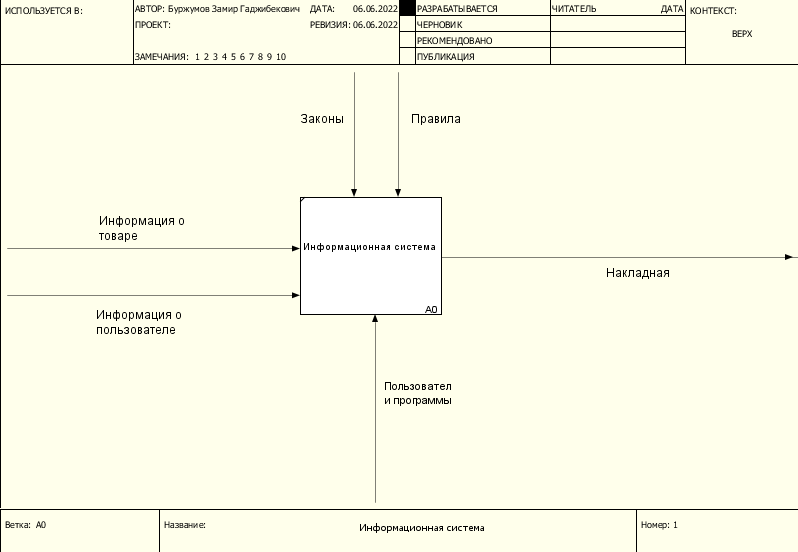 ИСПОЛЬЗУЕТСЯ В:
АВТОР: Буржумов Замир Гаджибекович
ДАТА: 06.06.2022
ПРОЕКТ:
РЕВИЗИЯ: 06.06.2022
ЗАМЕЧАНИЯ: 1 2 3 4 5 6 7 8 9 10
РАЗРАБАТЫВАЕТСЯ
ЧЕРНОВИК
РЕКОМЕНДОВАНО
ПУБЛИКАЦИЯ
ЧИТАТЕЛЬ
ДАТА
КОНТЕКСТ:
ВЕРХ
Законы
Правила
Информация о
товаре
Информационная система
A0
Накладная
Информация о
пользователе
Пользовател
и программы
Ветка: A0
Название:
Информационная система
Номер: 1